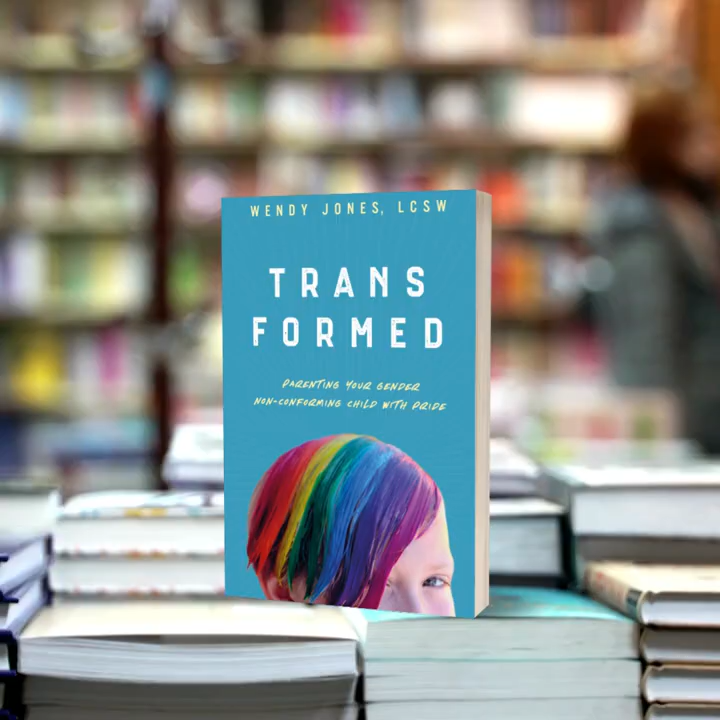 WENDY JONES, LCSW
TRANS
FORMED
PARENTING YOUR GENDER
NON-CONFORMING CHILD WITH PRIDE